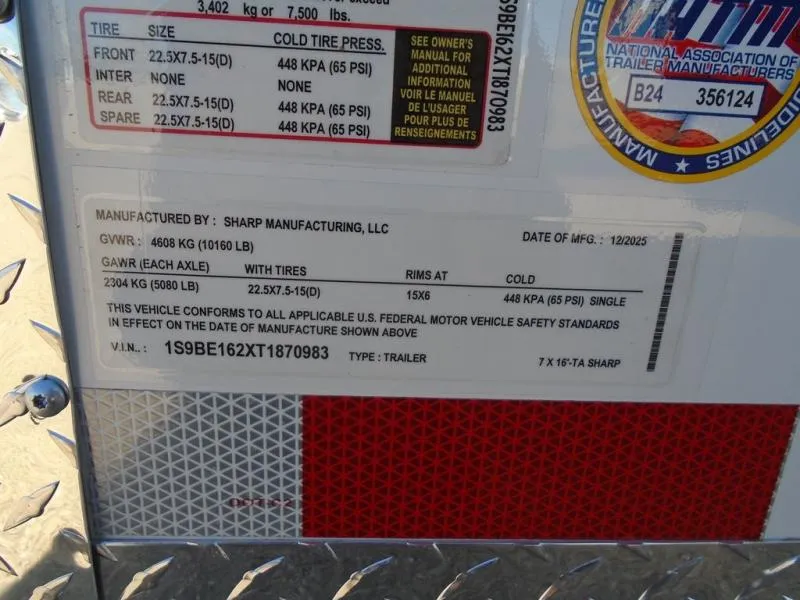 3,402 kg or 7,500 lbs.
TIRE SIZE COLD TIRE PRESS.
FRONT 22.5X7.5-15(D) 448 KPA (65 PSI)
INTER NONE NONE
REAR 22.5X7.5-15(D) 448 KPA (65 PSI)
SPARE 22.5X7.5-15(D) 448 KPA (65 PSI)
SEE OWNER'S
MANUAL FOR
ADDITIONAL
INFORMATION
VOIR LE MANUEL
DE L'USAGER
POUR PLUS DE
RENSEIGNEMENTS
1S9BE162XT1870983
NATM
NATIONAL ASSOCIATION OF
TRAILER MANUFACTURERS
B24 356124
MANUFACTURED BY : SHARP MANUFACTURING, LLC
DATE OF MFG. : 12/2025
GVWR : 4608 KG (10160 LB)
GAWR (EACH AXLE) WITH TIRES RIMS AT COLD
2304 KG (5080 LB) 22.5X7.5-15(D) 15X6 448 KPA (65 PSI) SINGLE
THIS VEHICLE CONFORMS TO ALL APPLICABLE U.S. FEDERAL MOTOR VEHICLE SAFETY STANDARDS
IN EFFECT ON THE DATE OF MANUFACTURE SHOWN ABOVE
V.I.N.. : 1S9BE162XT1870983 TYPE : TRAILER 7 X 16'-TA SHARP
DOT-C2